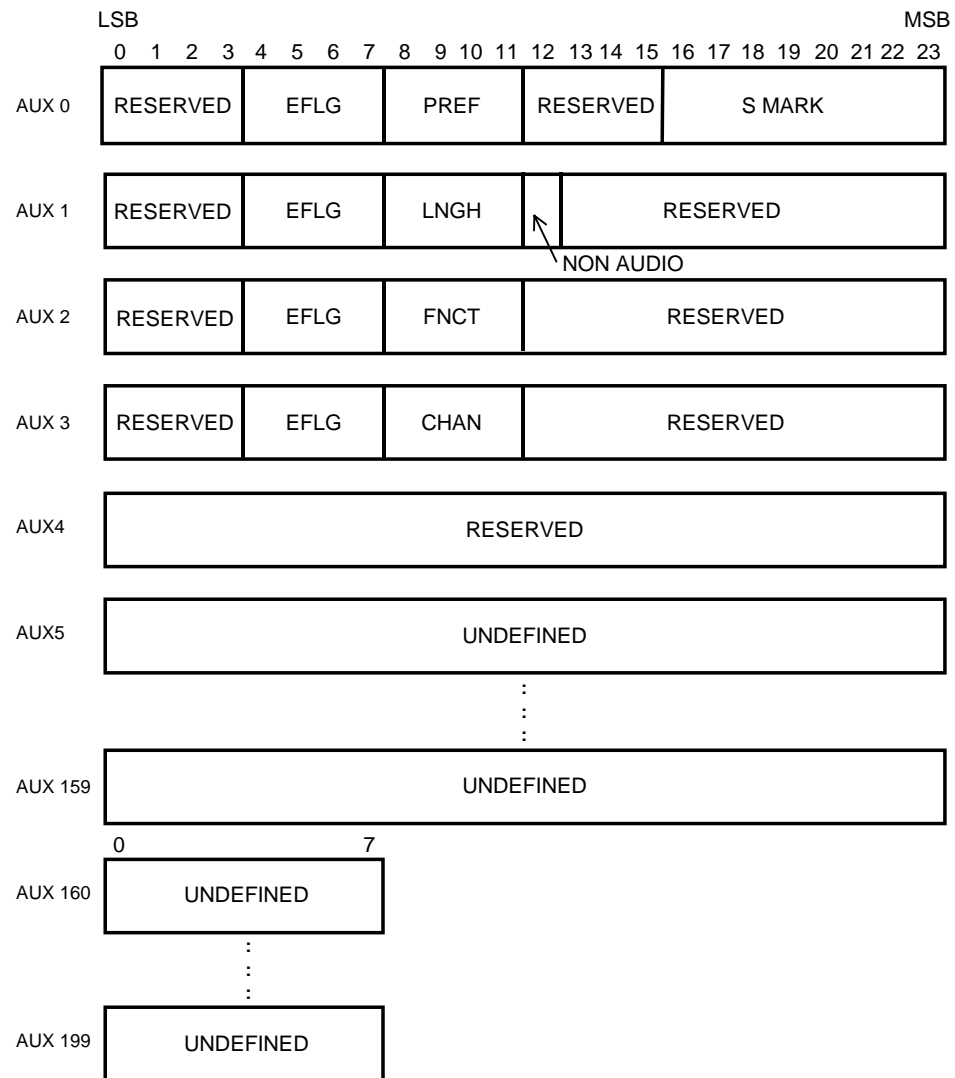 LSB MSB
0 1 2 3 4 5 6 7 8 9 10 11 12 13 14 15 16 17 18 19 20 21 22 23
AUX 0 RESERVED EFLG PREF RESERVED S MARK
AUX 1 RESERVED EFLG LNGH RESERVED
NON AUDIO
AUX 2 RESERVED EFLG FNCT RESERVED
AUX 3 RESERVED EFLG CHAN RESERVED
AUX4 RESERVED
AUX5 UNDEFINED
AUX 159 UNDEFINED
0 7
AUX 160 UNDEFINED
AUX 199 UNDEFINED